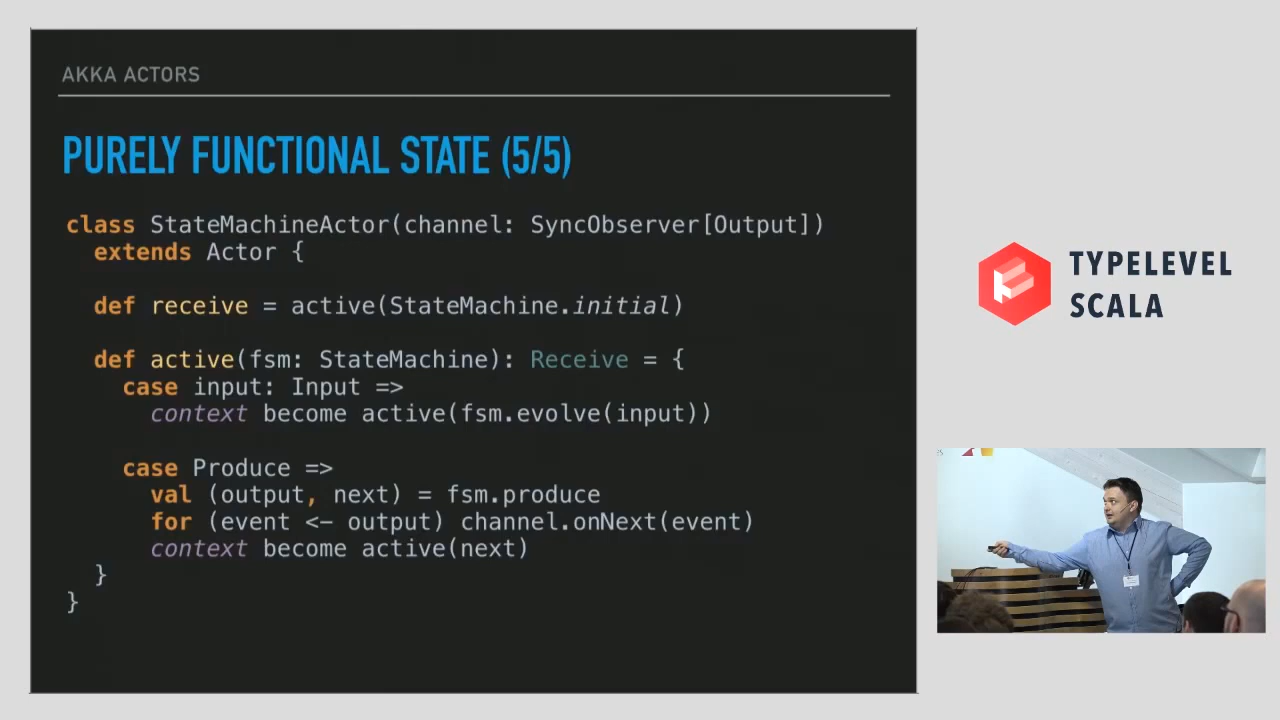 AKKA ACTORS
PURELY FUNCTIONAL STATE (5/5)
class StateMachineActor(channel: SyncObserver[Output])
  extends Actor {
  def receive = active(StateMachine.initial)
  def active(fsm: StateMachine): Receive = {
    case input: Input =>
      context become active(fsm.evolve(input))
    case Produce =>
      val (output, next) = fsm.produce
      for (event <- output) channel.onNext(event)
      context become active(next)
  }
}
TYPELEVEL
SCALA